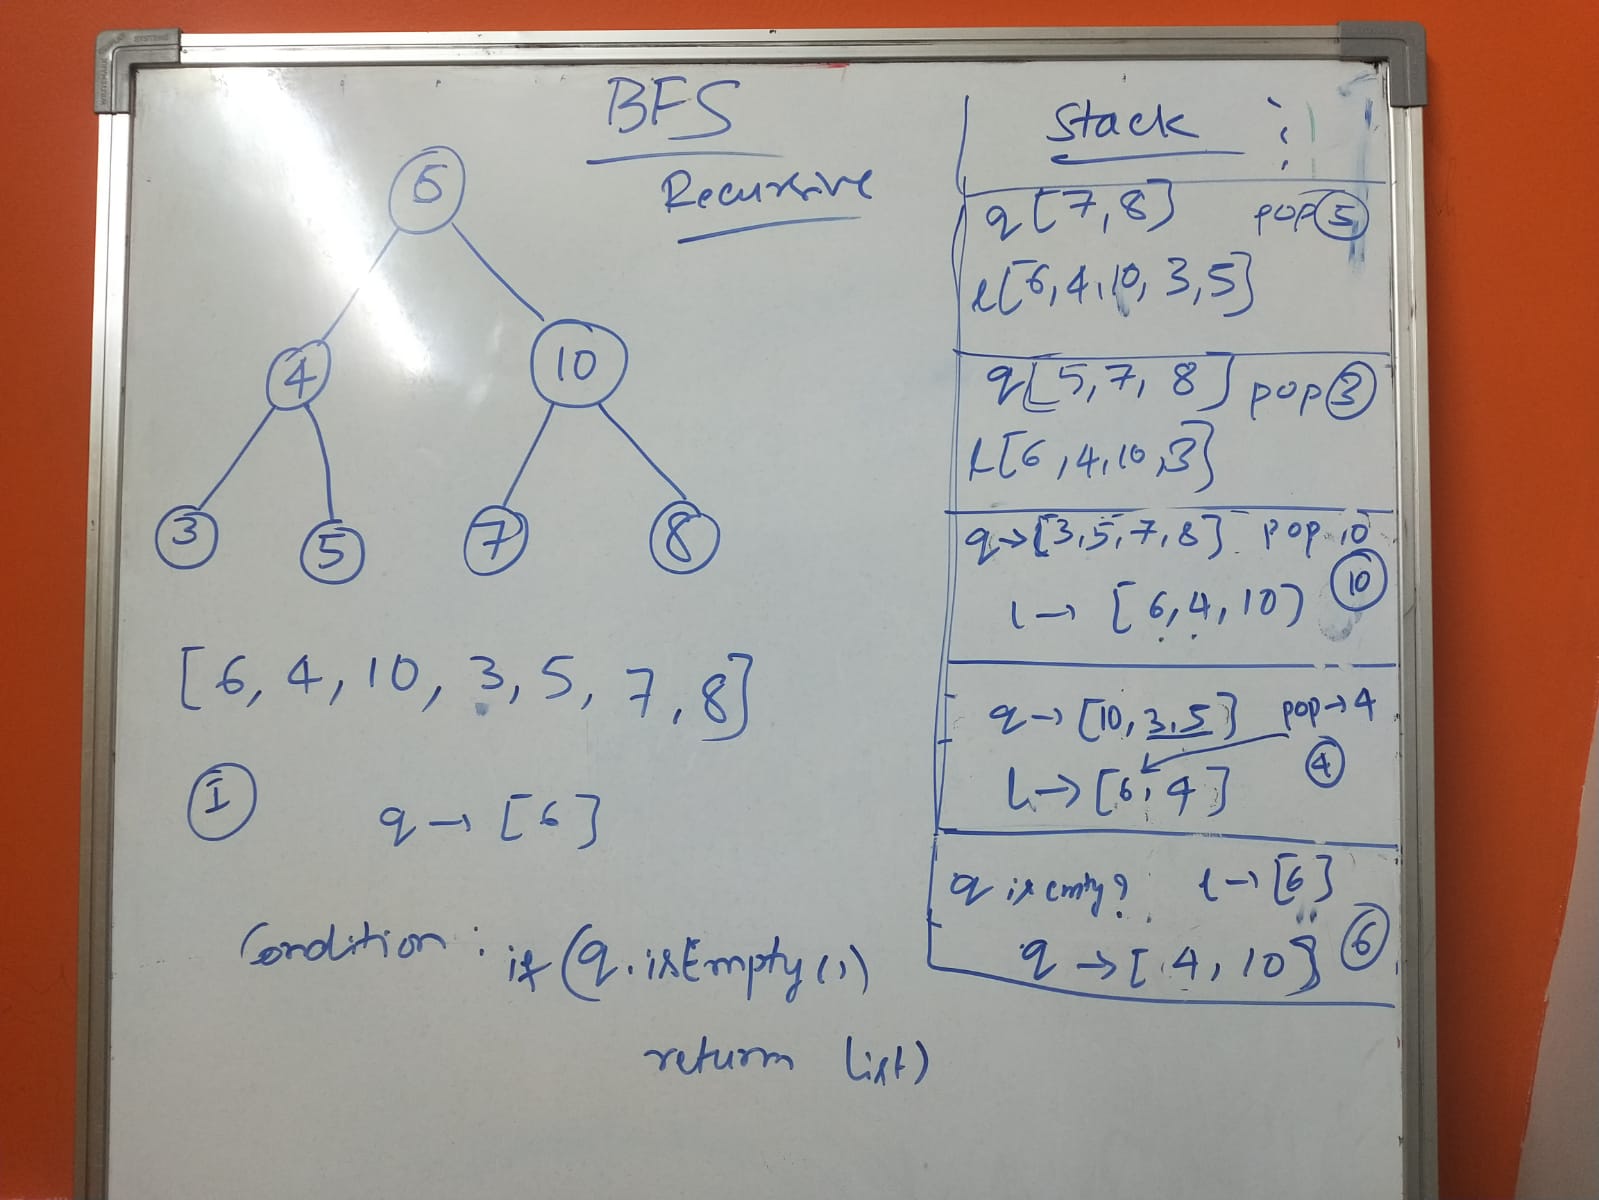 BFS
Recursive
6
4
10
3
5
7
8
[6, 4, 10, 3, 5, 7, 8]
I
q → [6]
Condition : if (q.isEmpty()
return list)
Stack :
q[7,8] pop 5
l[6,4,10,3,5]
q[5,7,8] pop 3
l[6,4,10,3]
q→[3,5,7,8] pop 10
10
l→ [6,4,10]
q→[10,3,5] pop→4
4
l→[6,4]
q is empty? l→[6]
q→[4,10] 6